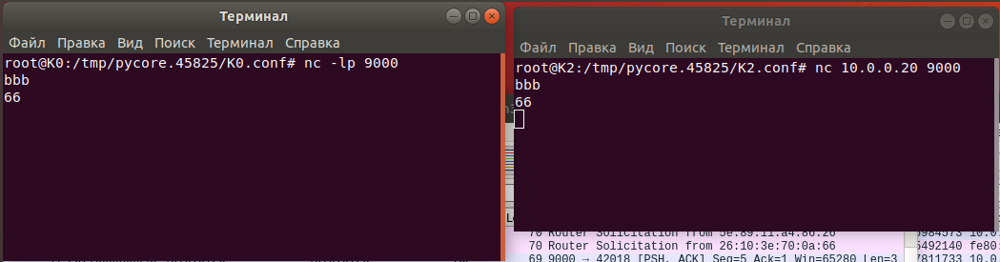 Терминал
Файл Правка Вид Поиск Терминал Справка
root@K0:/tmp/pycore.45825/K0.conf# nc -lp 9000
bbb
66
Терминал
Файл Правка Вид Поиск Терминал Справка
root@K2:/tmp/pycore.45825/K2.conf# nc 10.0.0.20 9000
bbb
66
70 Router Solicitation from 5e:89:11:a4:86:26
70 Router Solicitation from 26:10:3e:70:0a:66
6492140 fe80:
69 9000 → 42018 [PSH, ACK] Seq=5 Ack=1 Win=65280 Len=3
7811733 10.0